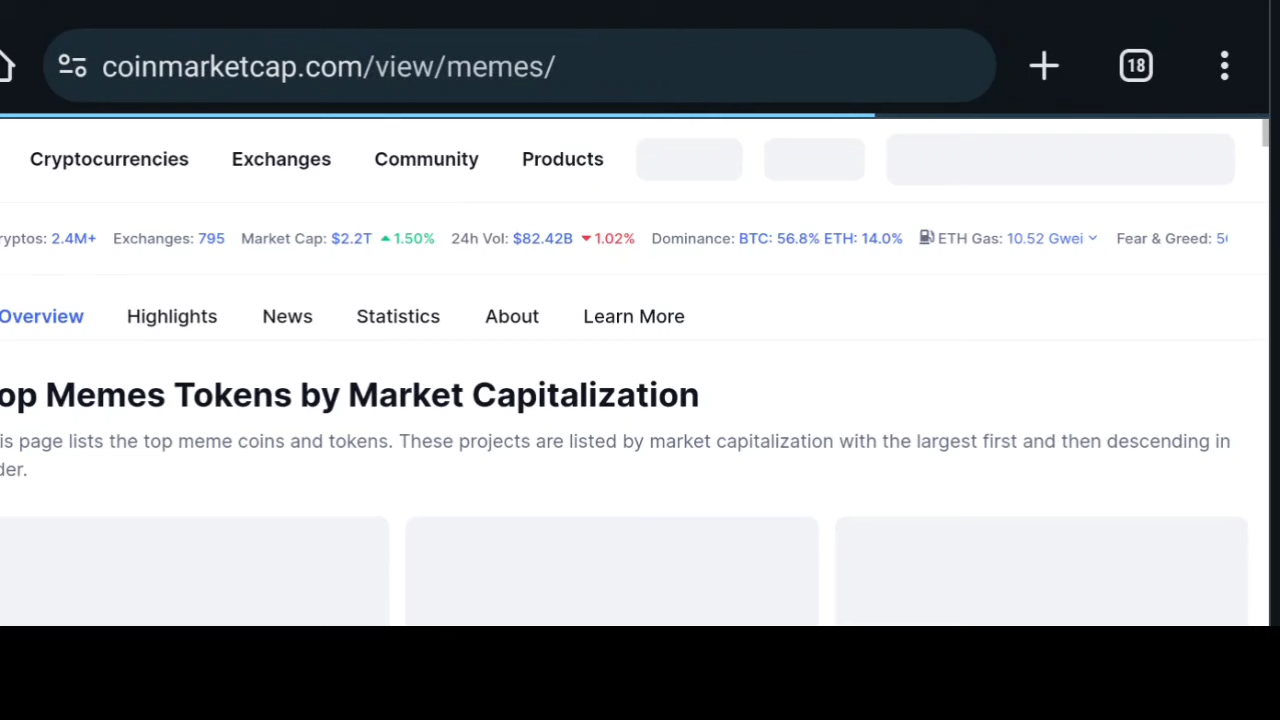 coinmarketcap.com/view/memes/ 18
Cryptocurrencies Exchanges Community Products
ryptos: 2.4M+ Exchanges: 795 Market Cap: $2.2T 1.50% 24h Vol: $82.42B 1.02% Dominance: BTC: 56.8% ETH: 14.0% ETH Gas: 10.52 Gwei Fear & Greed: 5
Overview Highlights News Statistics About Learn More
op Memes Tokens by Market Capitalization
is page lists the top meme coins and tokens. These projects are listed by market capitalization with the largest first and then descending in
der.